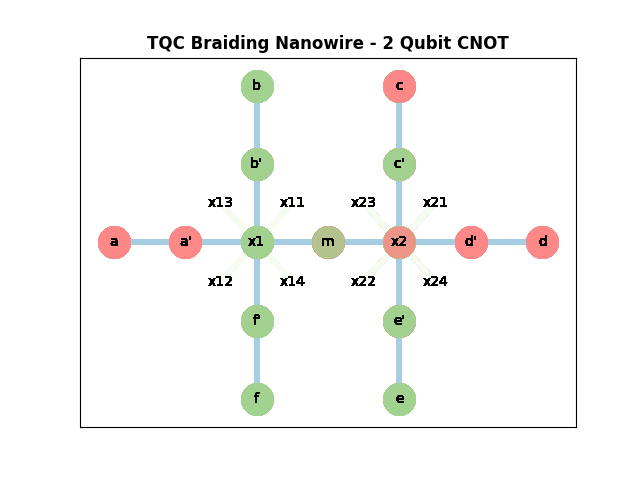 TQC Braiding Nanowire - 2 Qubit CNOT
b c
b' c'
x13 x11 x23 x21
a a' x1 m x2 d' d
x12 x14 x22 x24
f' e'
f e